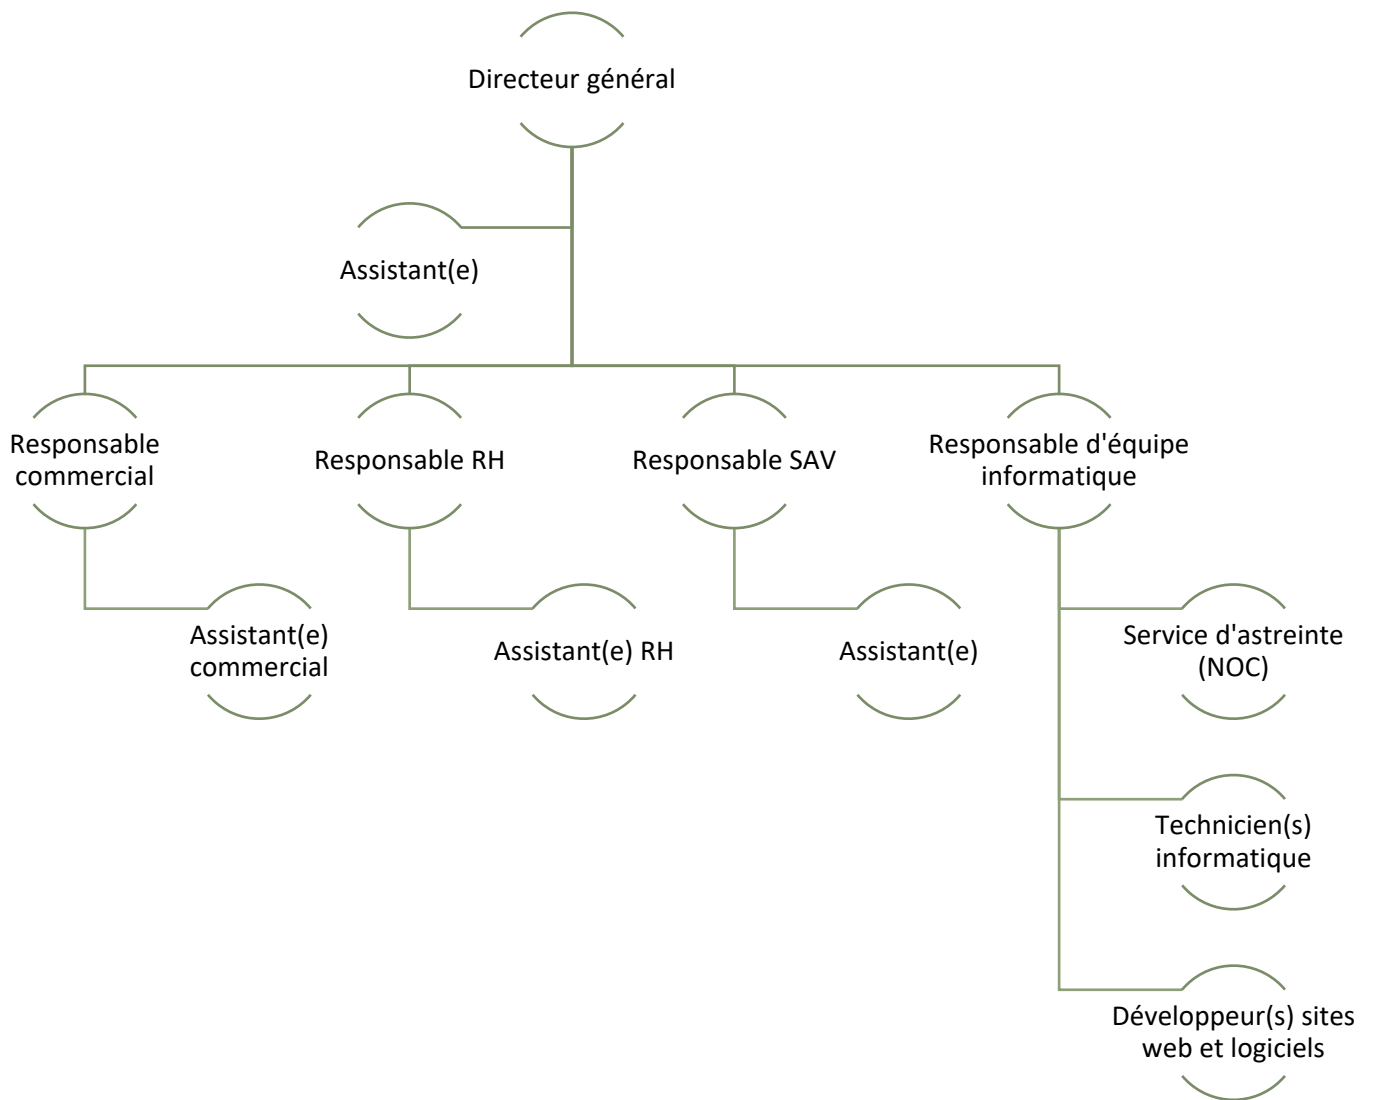 Directeur général
Assistant(e)
Responsable
commercial
Responsable RH
Responsable SAV
Responsable d'équipe
informatique
Assistant(e)
commercial
Assistant(e) RH
Assistant(e)
Service d'astreinte
(NOC)
Technicien(s)
informatique
Développeur(s) sites
web et logiciels